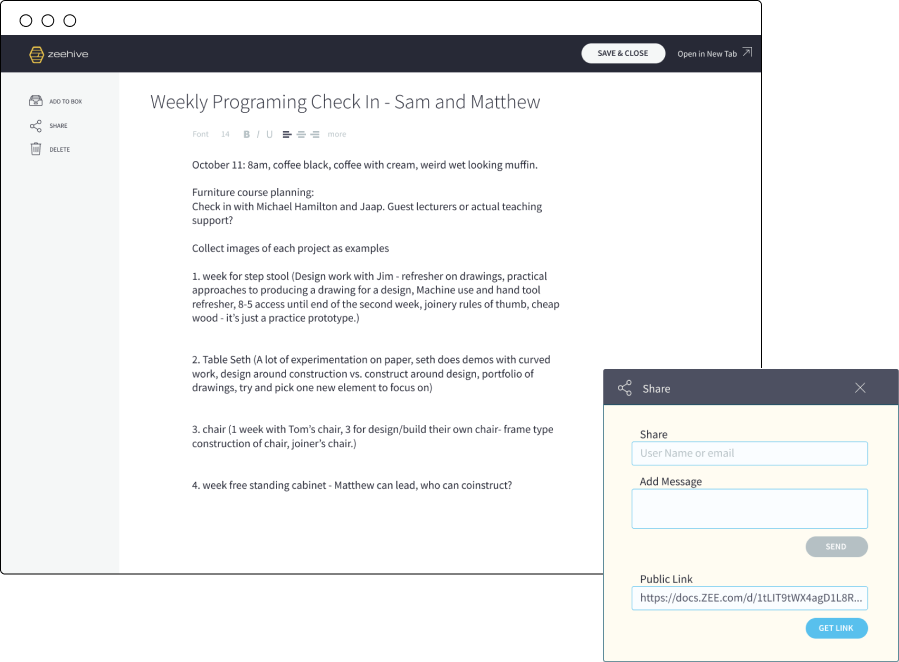 zeehive
SAVE & CLOSE
Open in New Tab
ADD TO BOX
SHARE
DELETE
Weekly Programing Check In - Sam and Matthew
Font 14 B I U more
October 11: 8am, coffee black, coffee with cream, weird wet looking muffin.
Furniture course planning:
Check in with Michael Hamilton and Jaap. Guest lecturers or actual teaching
support?
Collect images of each project as examples
1. week for step stool (Design work with Jim - refresher on drawings, practical
approaches to producing a drawing for a design, Machine use and hand tool
refresher, 8-5 access until end of the second week, joinery rules of thumb, cheap
wood - it's just a practice prototype.)
2. Table Seth (A lot of experimentation on paper, seth does demos with curved
work, design around construction vs. construct around design, portfolio of
drawings, try and pick one new element to focus on)
3. chair (1 week with Tom's chair, 3 for design/build their own chair- frame type
construction of chair, joiner's chair.)
4. week free standing cabinet - Matthew can lead, who can coinstruct?
Share
Share
User Name or email
Add Message
SEND
Public Link
https://docs.ZEE.com/d/1tLIT9tWX4agD1L8R...
GET LINK